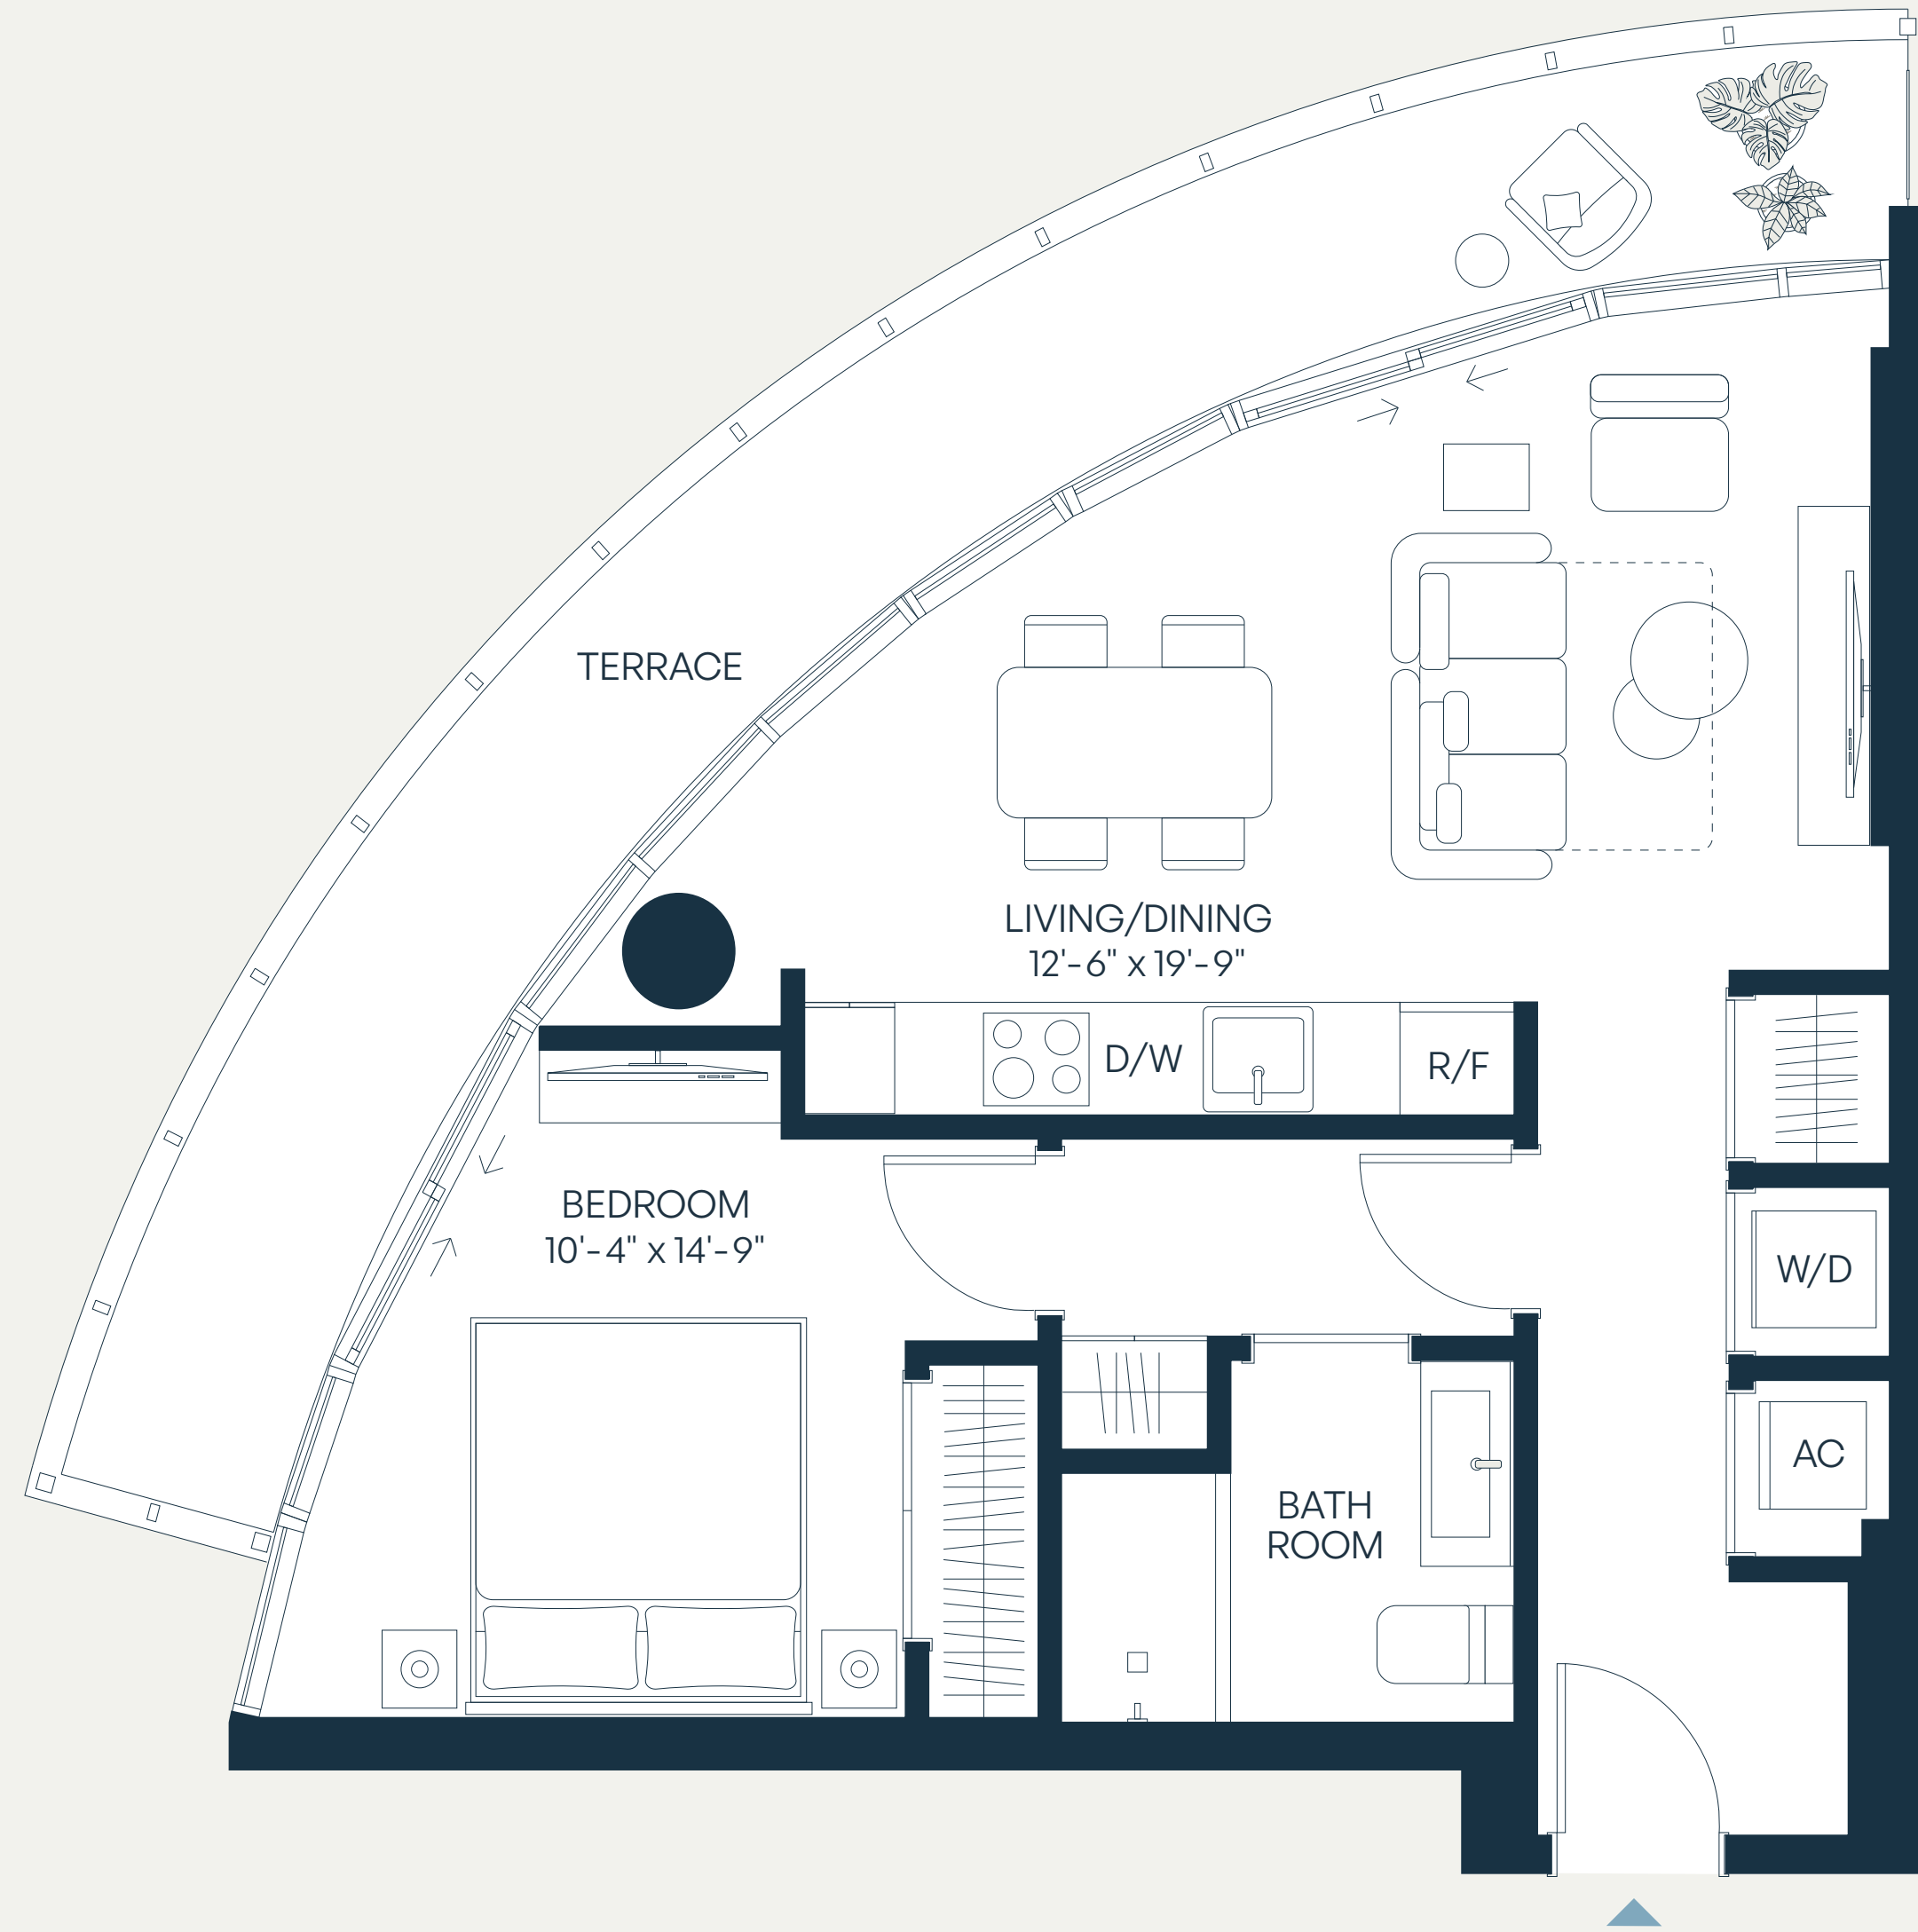 TERRACE
LIVING/DINING
12'-6" x 19'-9"
D/W
R/F
BEDROOM
10'-4" x 14'-9"
W/D
AC
BATH
ROOM